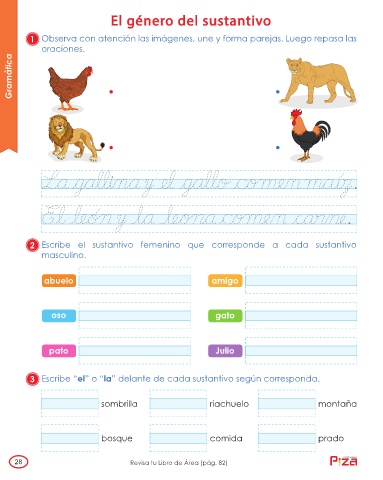 El género del sustantivo
Gramática
1 Observa con atención las imágenes, une y forma parejas. Luego repasa las
oraciones.
La gallina y el gallo comen maíz.
El león y la leona comen carne.
2 Escribe el sustantivo femenino que corresponde a cada sustantivo
masculino.
abuelo amigo
oso gato
pato Julio
3 Escribe “el” o “la” delante de cada sustantivo según corresponda.
sombrilla riachuelo montaña
bosque comida prado
28 Revisa tu Libro de Área (pág. 82)